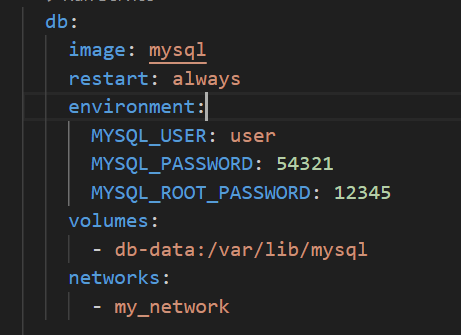 db:
image: mysql
restart: always
environment:
MYSQL_USER: user
MYSQL_PASSWORD: 54321
MYSQL_ROOT_PASSWORD: 12345
volumes:
- db-data:/var/lib/mysql
networks:
- my_network